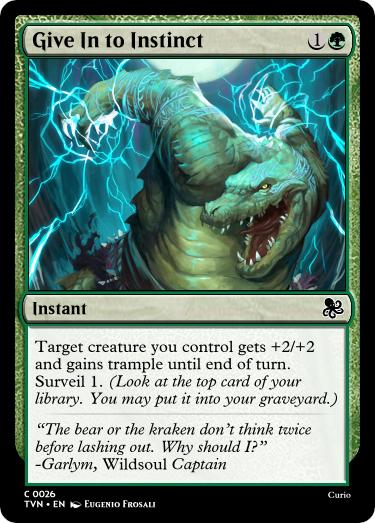 Give In to Instinct 1
Instant
Target creature you control gets +2/+2
and gains trample until end of turn.
Surveil 1. (Look at the top card of your
library. You may put it into your graveyard.)
“The bear or the kraken don't think twice
before lashing out. Why should I?”
-Garlym, Wildsoul Captain
C 0026
TVN • EN Eugenio Frosali
Curio